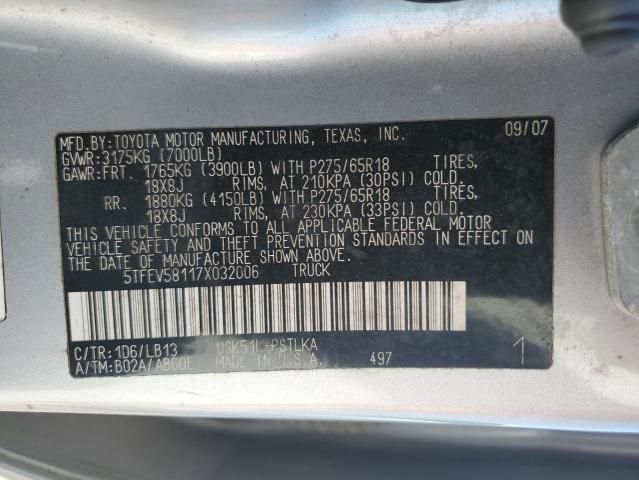 MFD.BY:TOYOTA MOTOR MANUFACTURING, TEXAS, INC. 09/07
GVWR:3175KG (7000LB)
GAWR:FRT. 1765KG (3900LB) WITH P275/65R18 TIRES,
18X8J RIMS, AT 210KPA (30PSI) COLD.
RR. 1880KG (4150LB) WITH P275/65R18 TIRES,
18X8J RIMS, AT 230KPA (33PSI) COLD.
THIS VEHICLE CONFORMS TO ALL APPLICABLE FEDERAL MOTOR
VEHICLE SAFETY AND THEFT PREVENTION STANDARDS IN EFFECT ON
THE DATE OF MANUFACTURE SHOWN ABOVE.
5TFEV58117X032006 TRUCK
C/TR:1D6/LB13 USK51L-PSTLKA
A/TM:B02A/AB60E MADE IN U.S.A. 497 1